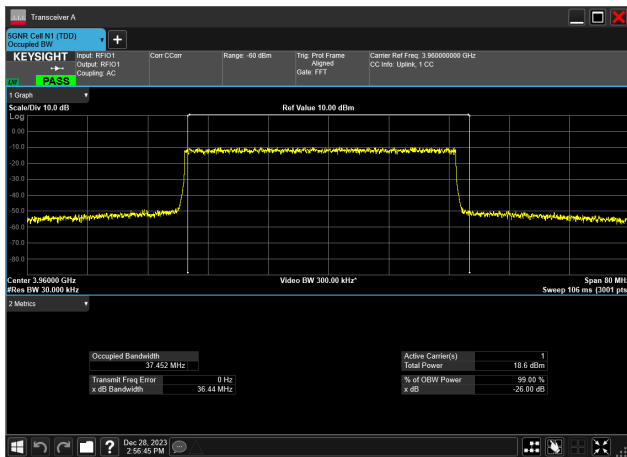 Transceiver A
5GNR Cell N1 (TDD)
Occupied BW
KEYSIGHT
Input: RFIO1
Output: RFIO1
Coupling: AC
Corr CCorr
Range: -60 dBm
Trig: Prot Frame
Aligned
Gate: FFT
Carrier Ref Freq: 3.960000000 GHz
CC Info: Uplink, 1 CC
PASS
1 Graph
Scale/Div 10.0 dB
Ref Value 10.00 dBm
Log
0.00
-10.0
-20.0
-30.0
-40.0
-50.0
-60.0
-70.0
-80.0
Center 3.96000 GHz
#Res BW 30.000 kHz
Video BW 300.00 kHz*
Span 80 MHz
Sweep 106 ms (3001 pts)
2 Metrics
Occupied Bandwidth
37.452 MHz
Transmit Freq Error 0 Hz
x dB Bandwidth 36.44 MHz
Active Carrier(s) 1
Total Power 18.6 dBm
% of OBW Power 99.00 %
x dB -26.00 dB
Dec 28, 2023
2:56:45 PM